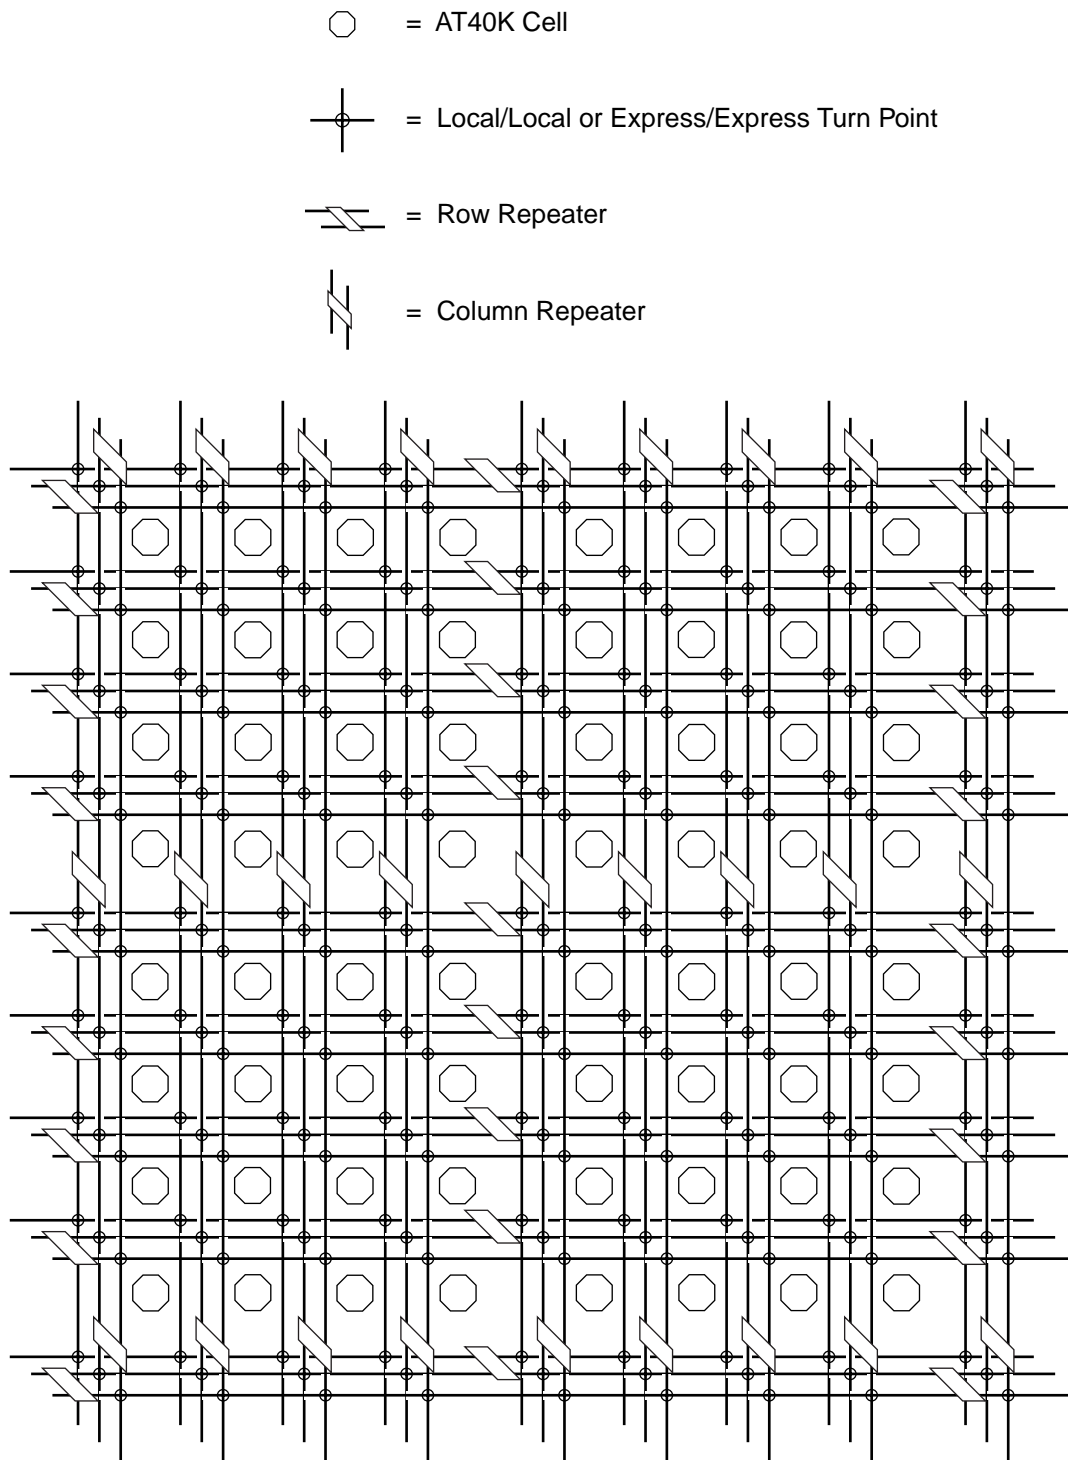 = AT40K Cell
= Local/Local or Express/Express Turn Point
= Row Repeater
= Column Repeater